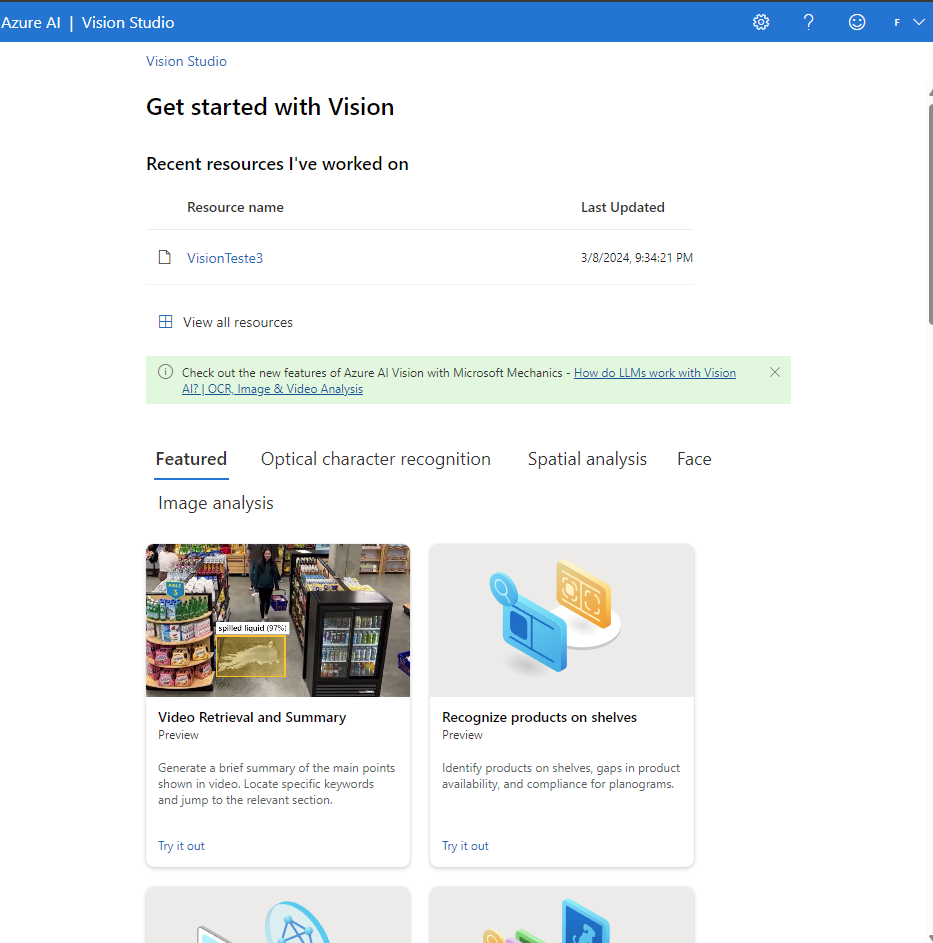 Azure AI | Vision Studio
F
Vision Studio
Get started with Vision
Recent resources I've worked on
Resource name Last Updated
VisionTeste3 3/8/2024, 9:34:21 PM
View all resources
Check out the new features of Azure AI Vision with Microsoft Mechanics - How do LLMs work with Vision
AI? | OCR, Image & Video Analysis
Featured Optical character recognition Spatial analysis Face
Image analysis
AISLE
3
spilled liquid (97%)
Video Retrieval and Summary
Preview
Generate a brief summary of the main points
shown in video. Locate specific keywords
and jump to the relevant section.
Try it out
Recognize products on shelves
Preview
Identify products on shelves, gaps in product
availability, and compliance for planograms.
Try it out